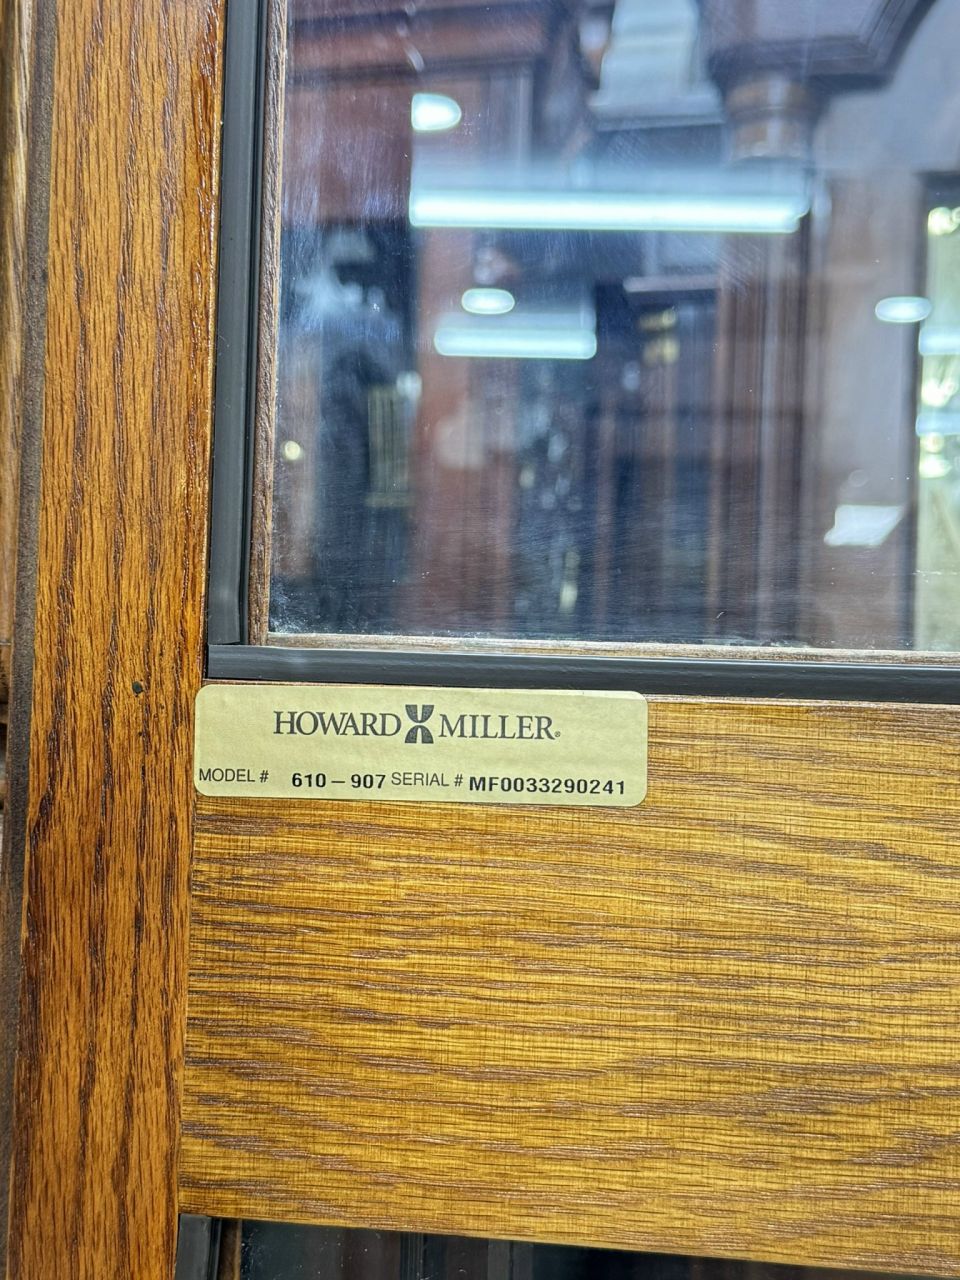 HOWARD MILLER®
MODEL # 610-907 SERIAL # MF0033290241